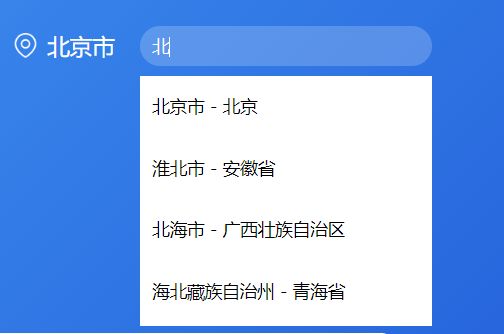 北京市
北
北京市 - 北京
淮北市 - 安徽省
北海市 - 广西壮族自治区
海北藏族自治州 - 青海省